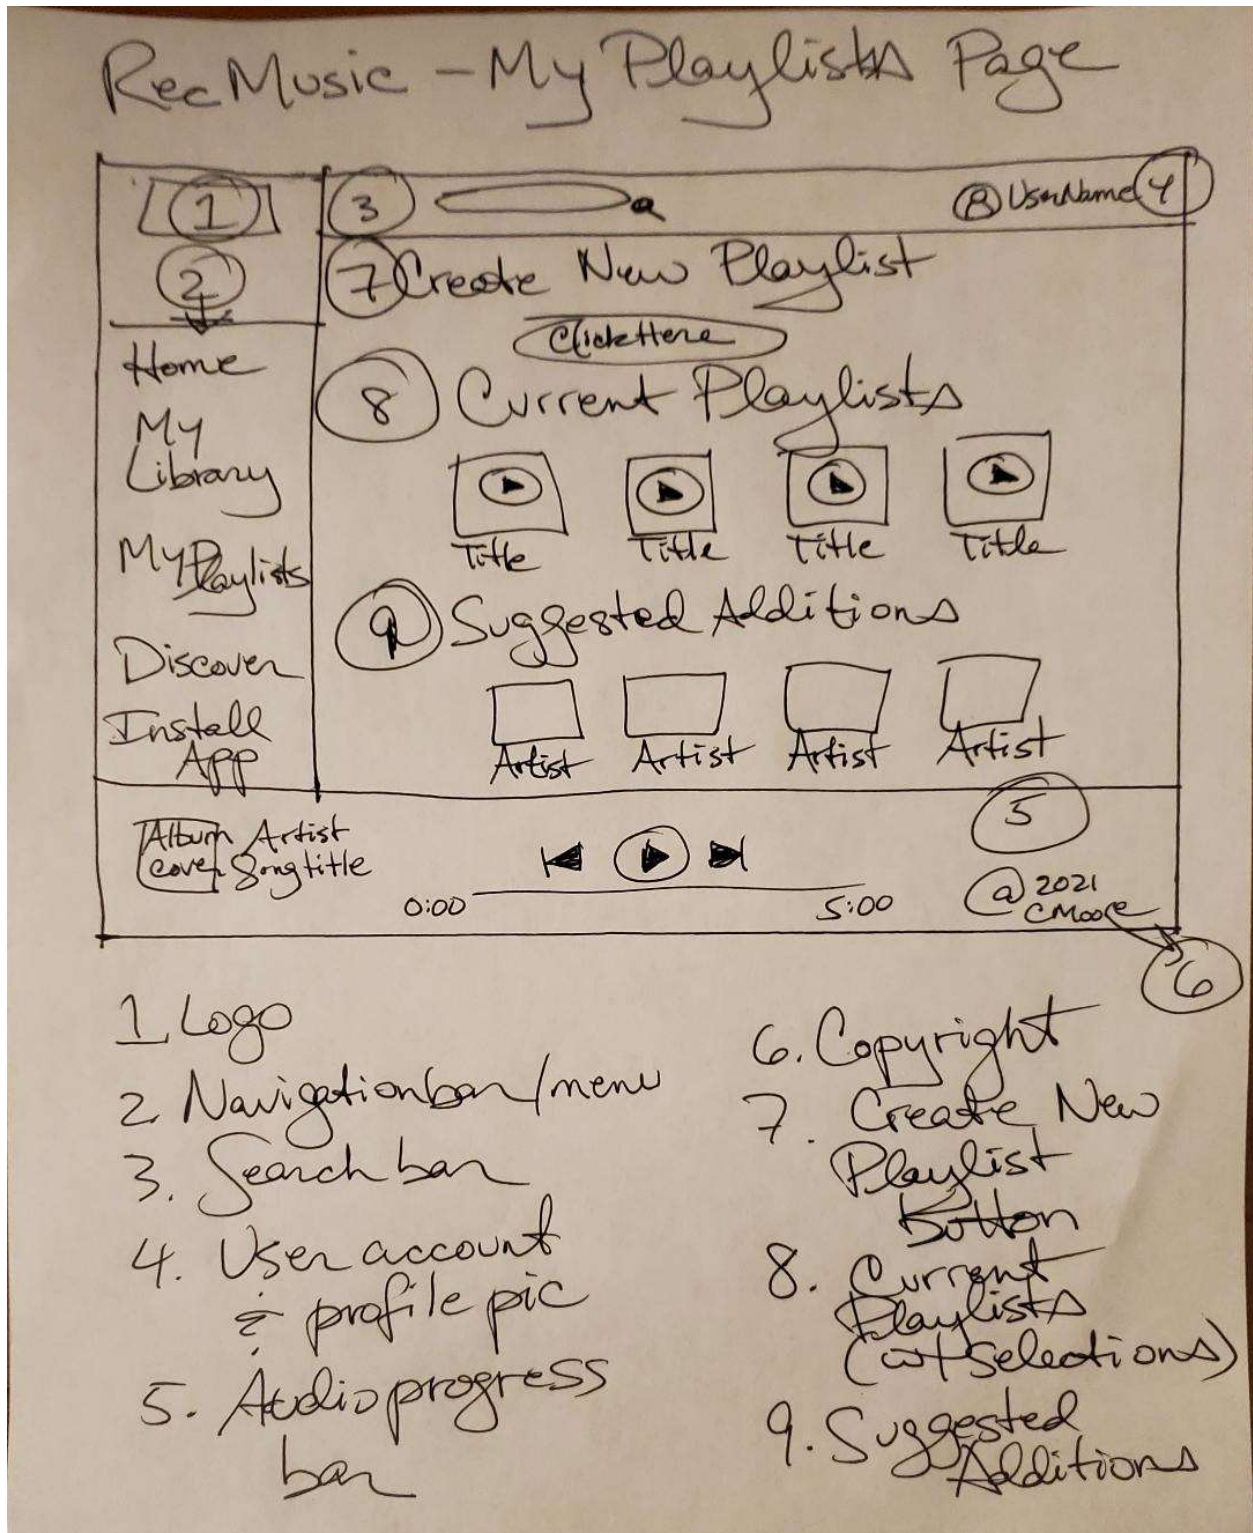 RecMusic - My Playlists Page
1
3
UserName
4
2
7 Create New Playlist
Click Here
Home
8 Current Playlists
My
Library
Title Title Title Title
My Playlists
9 Suggested Additions
Discover
Install
App
Artist Artist Artist Artist
5
Album Artist
cover Song title
0:00
5:00
@ 2021
CMoore
6
1 Logo
2. Navigation bar/menu
3. Search bar
4. User account
& profile pic
5. Audio progress
bar
6. Copyright
7. Create New
Playlist
Button
8. Current
Playlists
(w/ selections)
9. Suggested
Additions